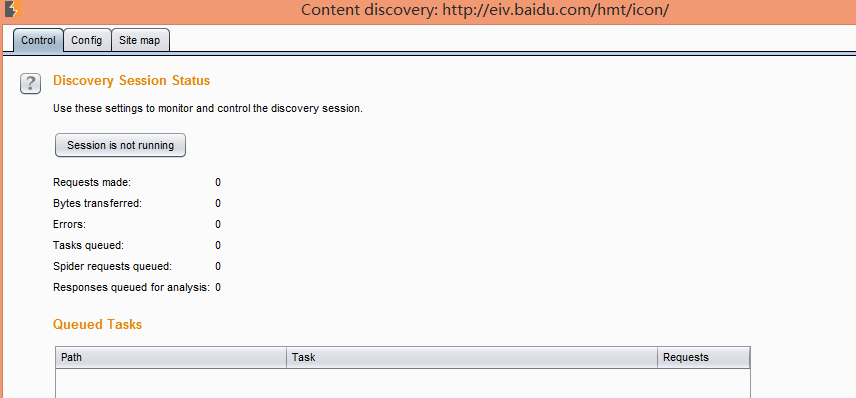 Content discovery: http://eiv.baidu.com/hmt/icon/
Control Config Site map
? Discovery Session Status
Use these settings to monitor and control the discovery session.
Session is not running
Requests made: 0
Bytes transferred: 0
Errors: 0
Tasks queued: 0
Spider requests queued: 0
Responses queued for analysis: 0
Queued Tasks
Path Task Requests